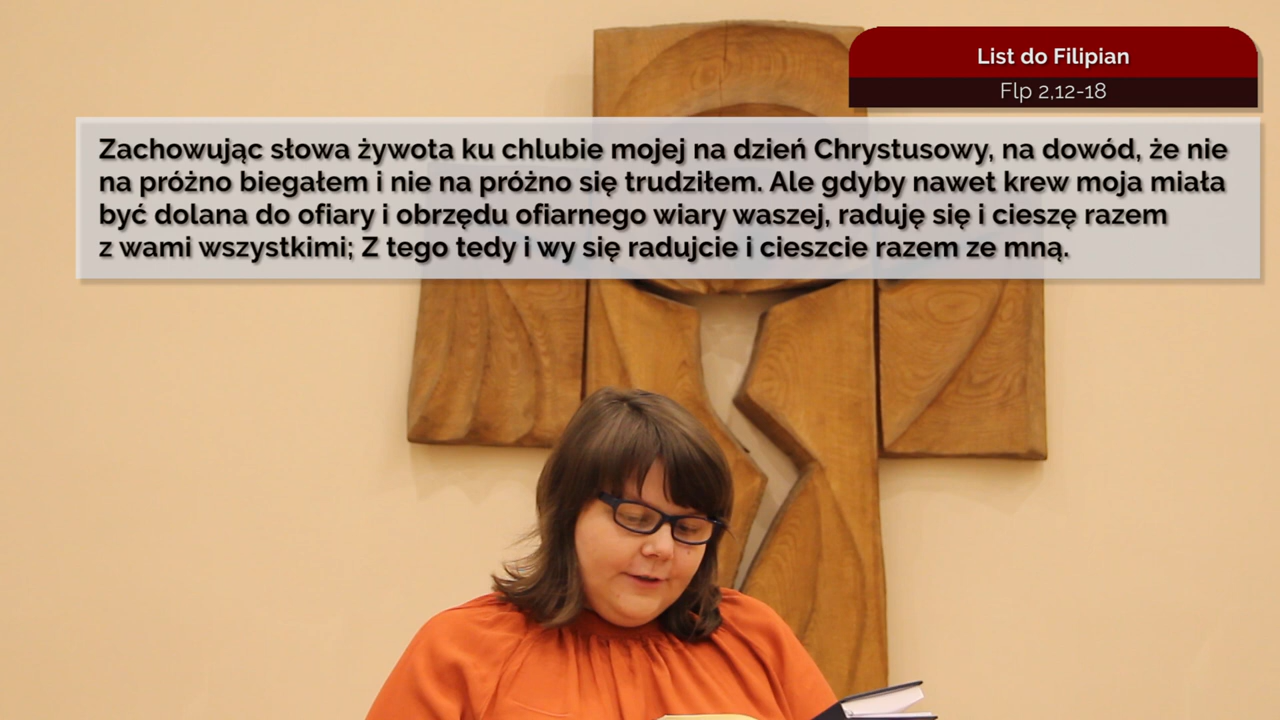 List do Filipian
Flp 2,12-18
Zachowując słowa żywota ku chlubie mojej na dzień Chrystusowy, na dowód, że nie
na próżno biegałem i nie na próżno się trudziłem. Ale gdyby nawet krew moja miała
być dolana do ofiary i obrzędu ofiarnego wiary waszej, raduję się i cieszę razem
z wami wszystkimi; Z tego tedy i wy się radujcie i cieszcie razem ze mną.